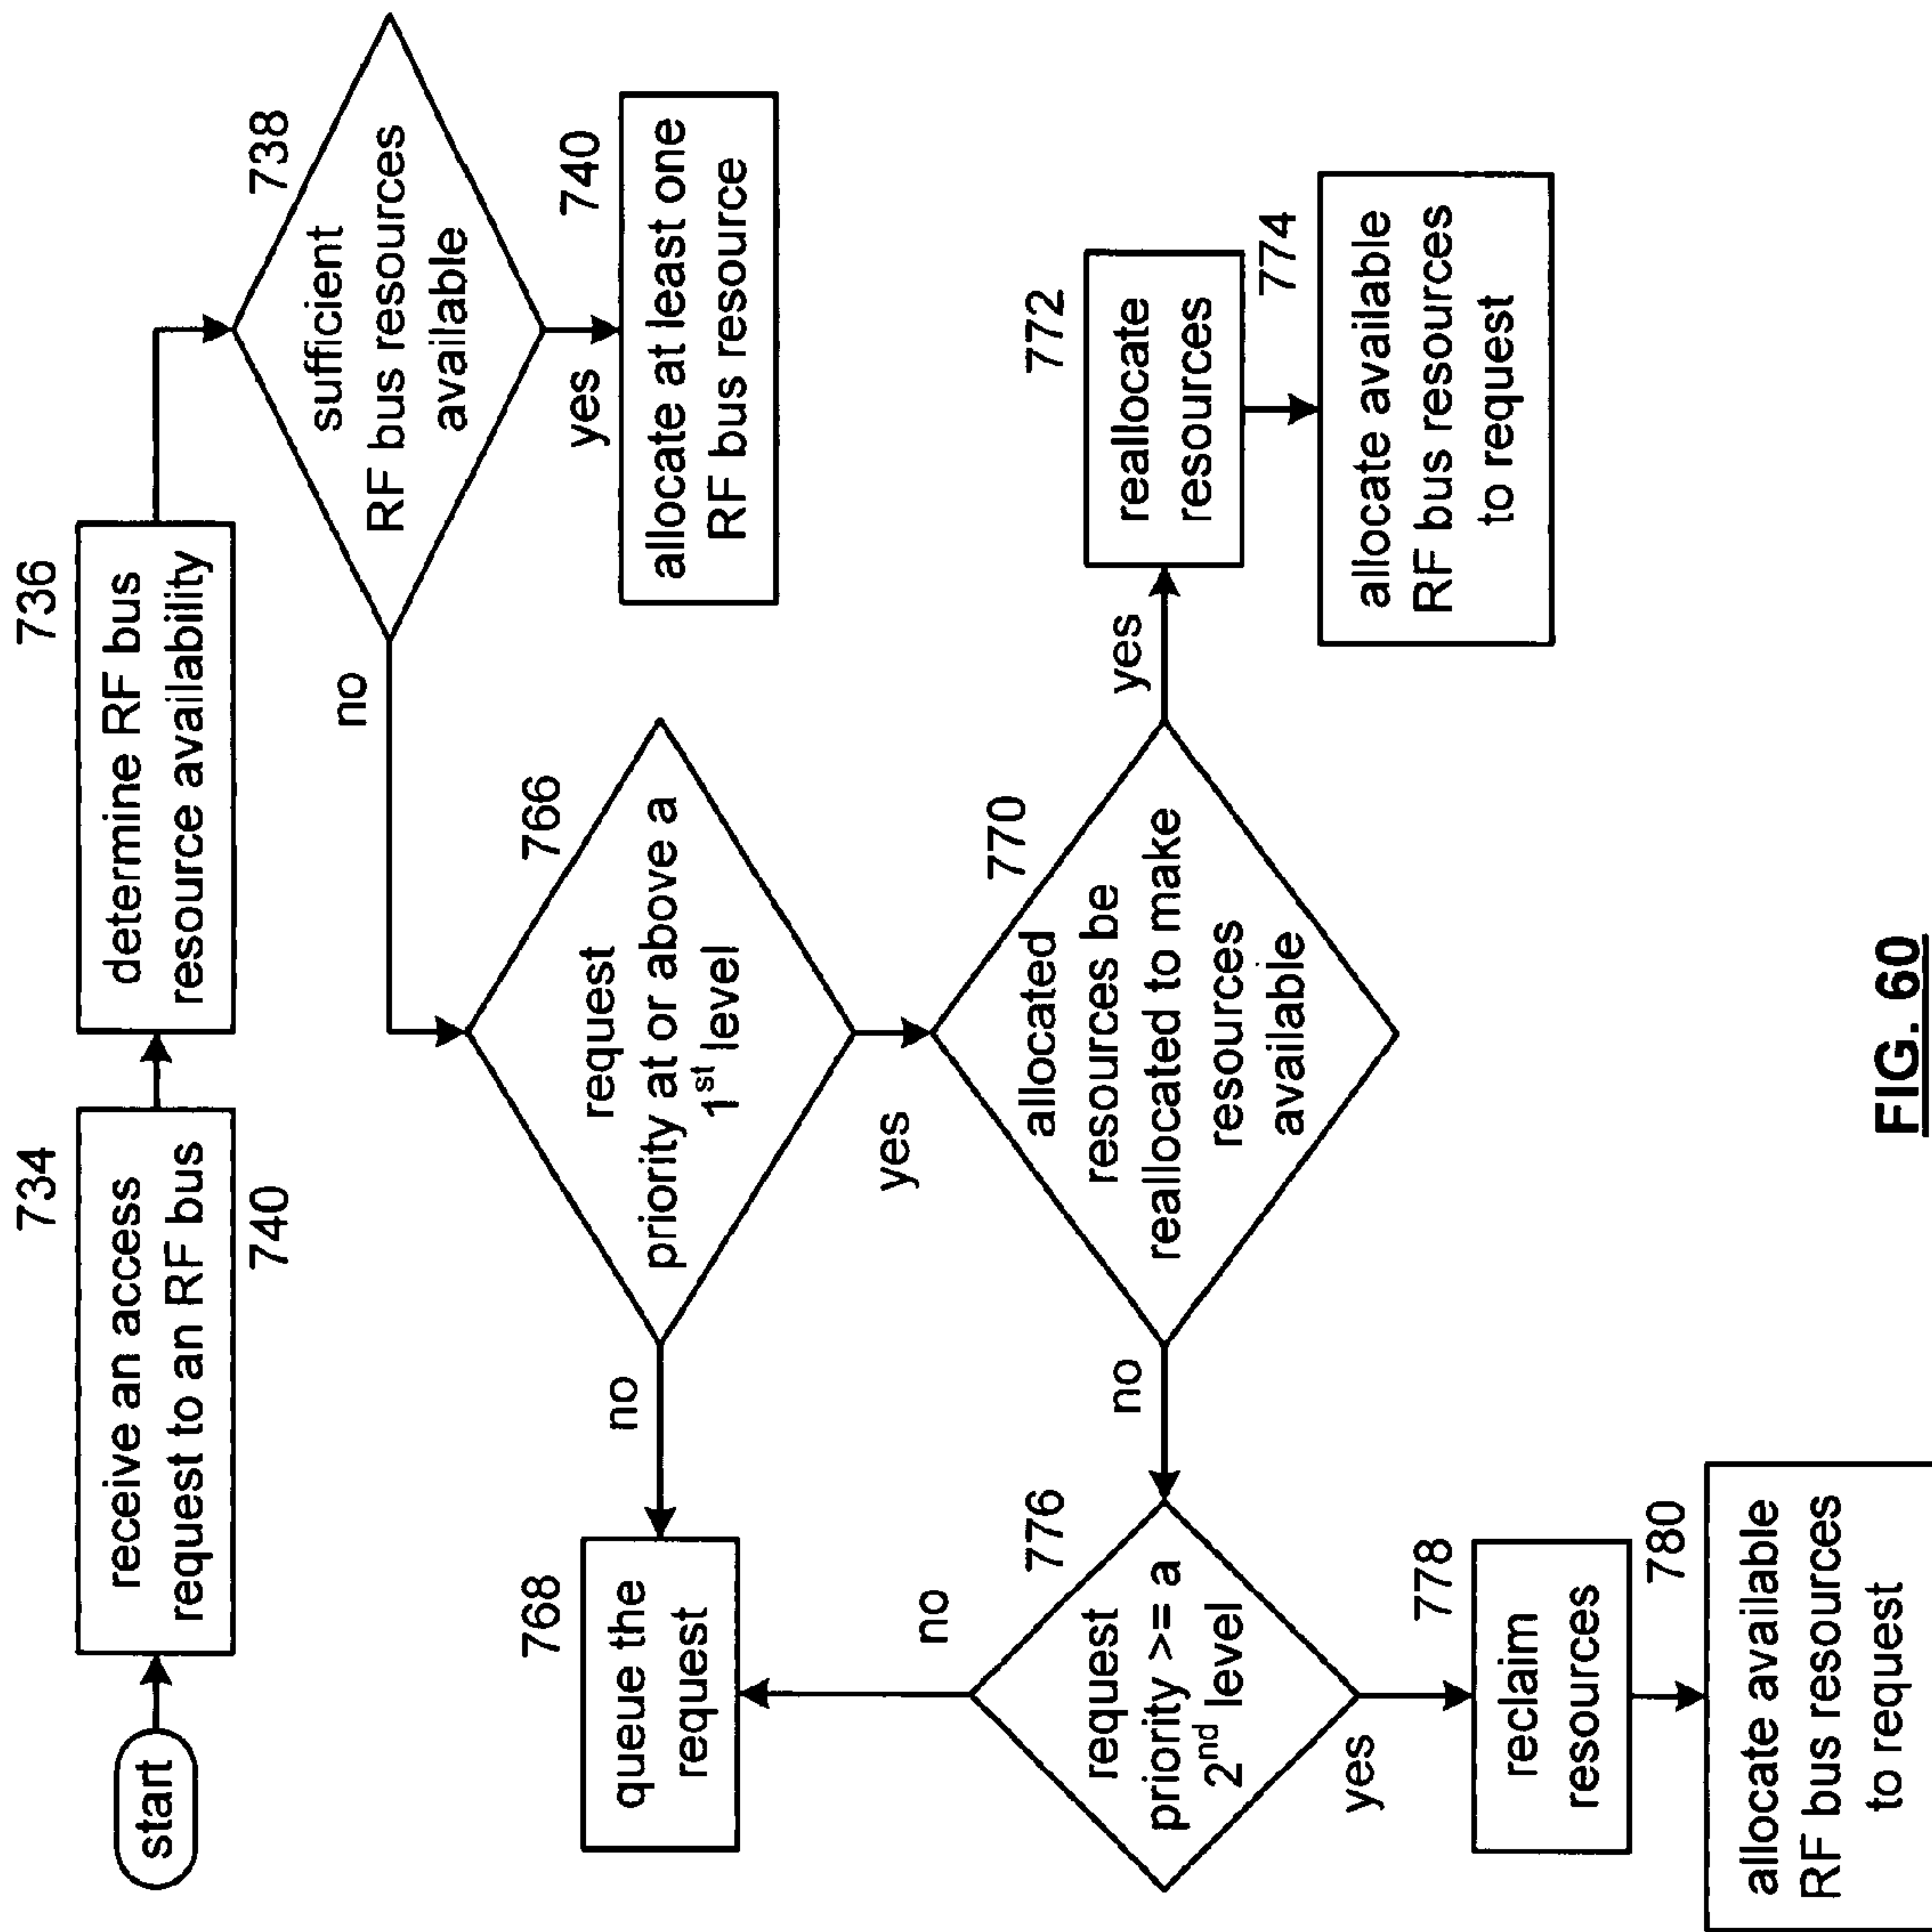 start
734
receive an access
request to an RF bus
740
736
determine RF bus
resource availability
738
sufficient
RF bus resources
available
no
yes
740
allocate at least one
RF bus resource
766
request
priority at or above a
1st level
no
yes
768
queue the
request
770
allocated
resources be
reallocated to make
resources
available
yes
no
772
reallocate
resources
774
allocate available
RF bus resources
to request
776
request
priority >= a
2nd level
no
yes
778
reclaim
resources
780
allocate available
RF bus resources
to request
FIG. 60